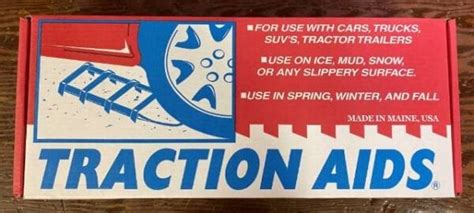 ▪FOR USE WITH CARS, TRUCKS,
SUV'S, TRACTOR TRAILERS
▪USE ON ICE, MUD, SNOW,
OR ANY SLIPPERY SURFACE.
▪USE IN SPRING, WINTER, AND FALL
MADE IN MAINE, USA
TRACTION AIDS®